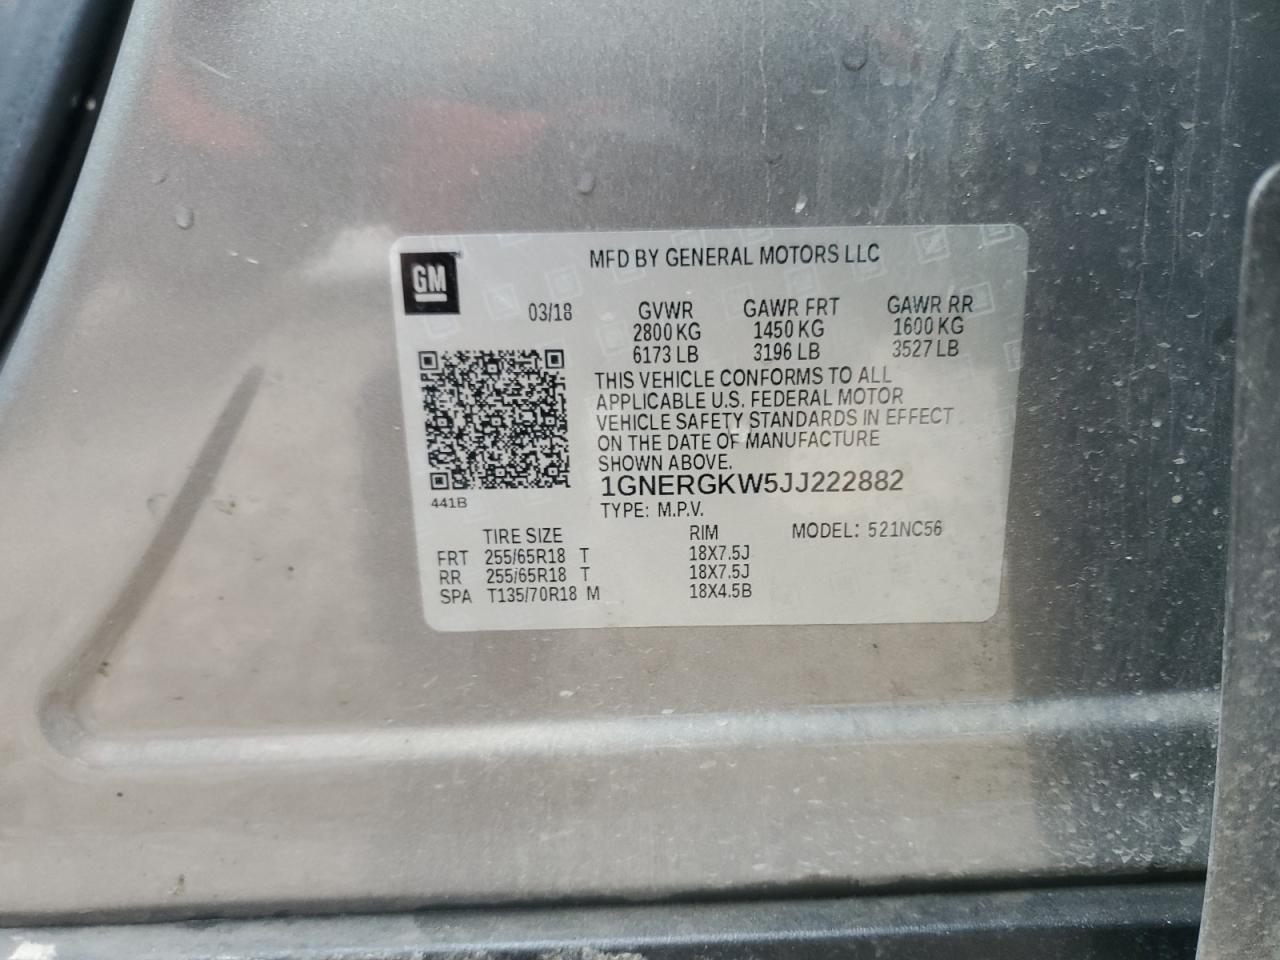 GM
MFD BY GENERAL MOTORS LLC
03/18 GVWR GAWR FRT GAWR RR
2800 KG 1450 KG 1600 KG
6173 LB 3196 LB 3527 LB
THIS VEHICLE CONFORMS TO ALL
APPLICABLE U.S. FEDERAL MOTOR
VEHICLE SAFETY STANDARDS IN EFFECT
ON THE DATE OF MANUFACTURE
SHOWN ABOVE.
1GNERGKW5JJ222882
441B
TYPE: M.P.V.
TIRE SIZE RIM MODEL: 521NC56
FRT 255/65R18 T 18X7.5J
RR 255/65R18 T 18X7.5J
SPA T135/70R18 M 18X4.5B